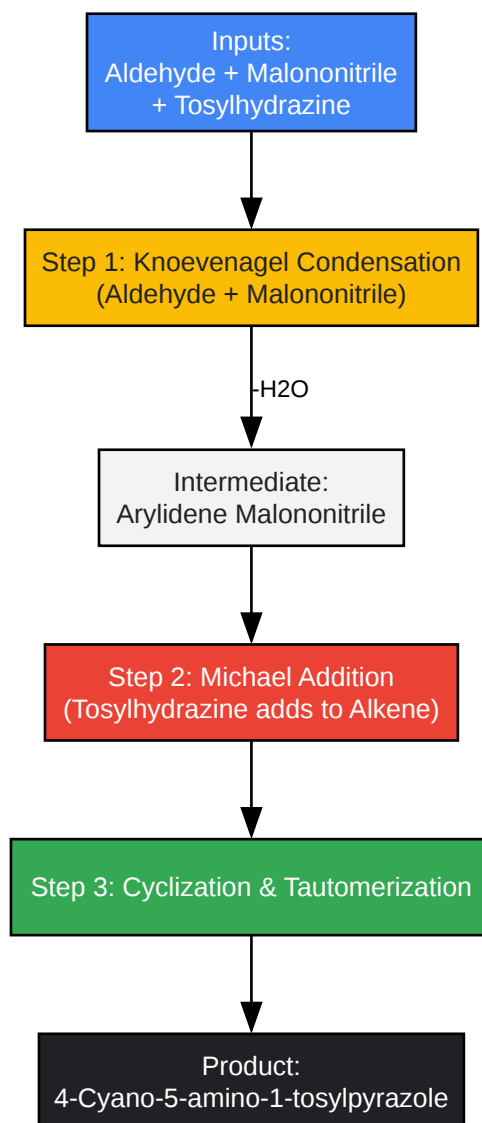 Inputs:
Aldehyde + Malononitrile
+ Tosylhydrazine
Step 1: Knoevenagel Condensation
(Aldehyde + Malononitrile)
-H2O
Intermediate:
Arylidene Malononitrile
Step 2: Michael Addition
(Tosylhydrazine adds to Alkene)
Step 3: Cyclization & Tautomerization
Product:
4-Cyano-5-amino-1-tosylpyrazole